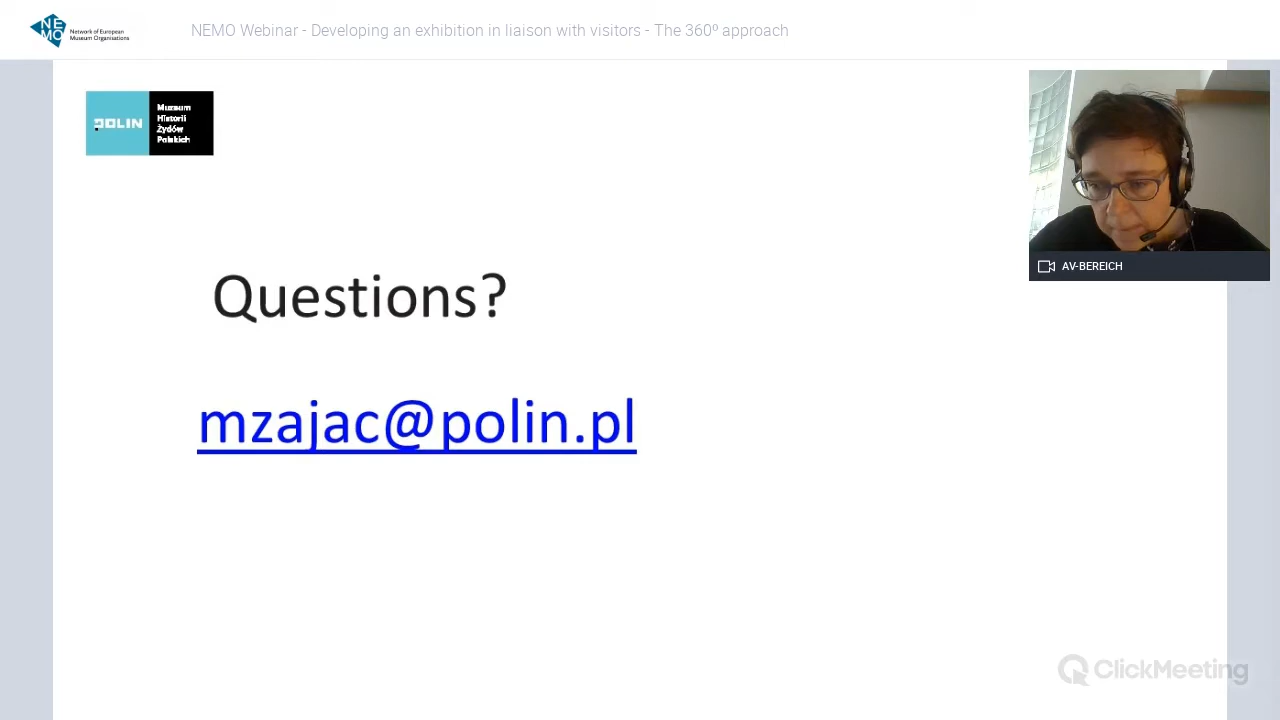 NEMO
Network of European
Museum Organisations
NEMO Webinar - Developing an exhibition in liaison with visitors - The 360º approach
POLIN
Muzeum
Historii
Żydów
Polskich
AV-BEREICH
Questions?
mzajac@polin.pl
ClickMeeting